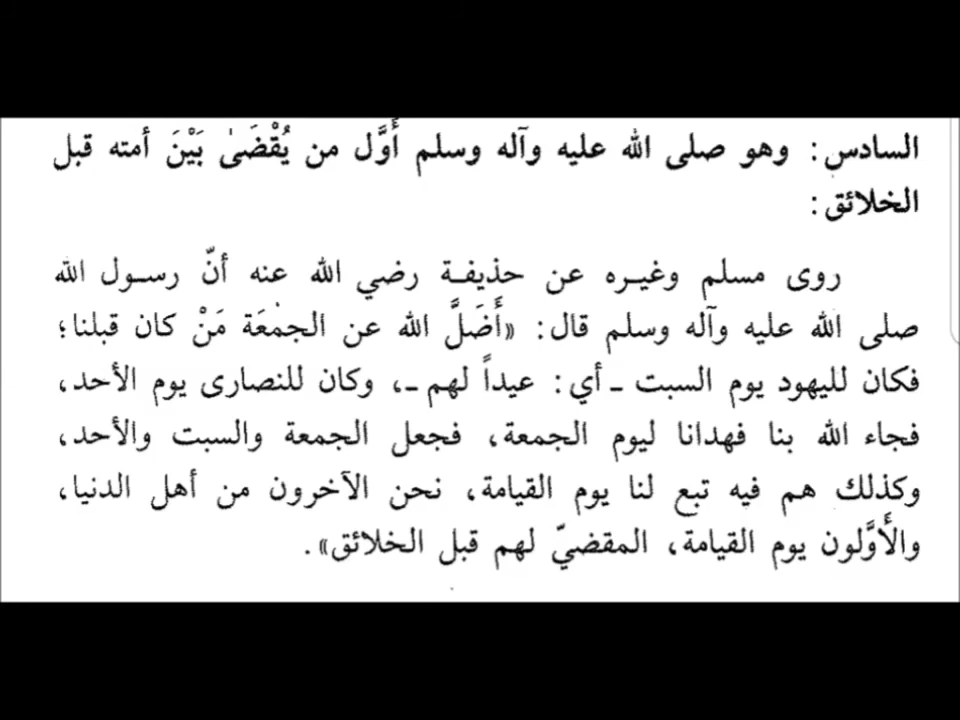 السادس: وهو صلى الله عليه وآله وسلم أَوَّل من يُقْضَىٰ بَيْنَ أمته قبل
الخلائق:
روى مسلم وغيره عن حذيفة رضي الله عنه أنّ رسول الله
صلى الله عليه وآله وسلم قال: «أَضَلَّ الله عن الجمْعَة مَنْ كان قبلنا؛
فكان لليهود يوم السبت ـ أي: عيداً لهم ـ، وكان للنصارى يوم الأحد،
فجاء الله بنا فهدانا ليوم الجمعة، فجعل الجمعة والسبت والأحد،
وكذلك هم فيه تبع لنا يوم القيامة، نحن الآخرون من أهل الدنيا،
والأَوَّلون يوم القيامة، المقضيّ لهم قبل الخلائق».